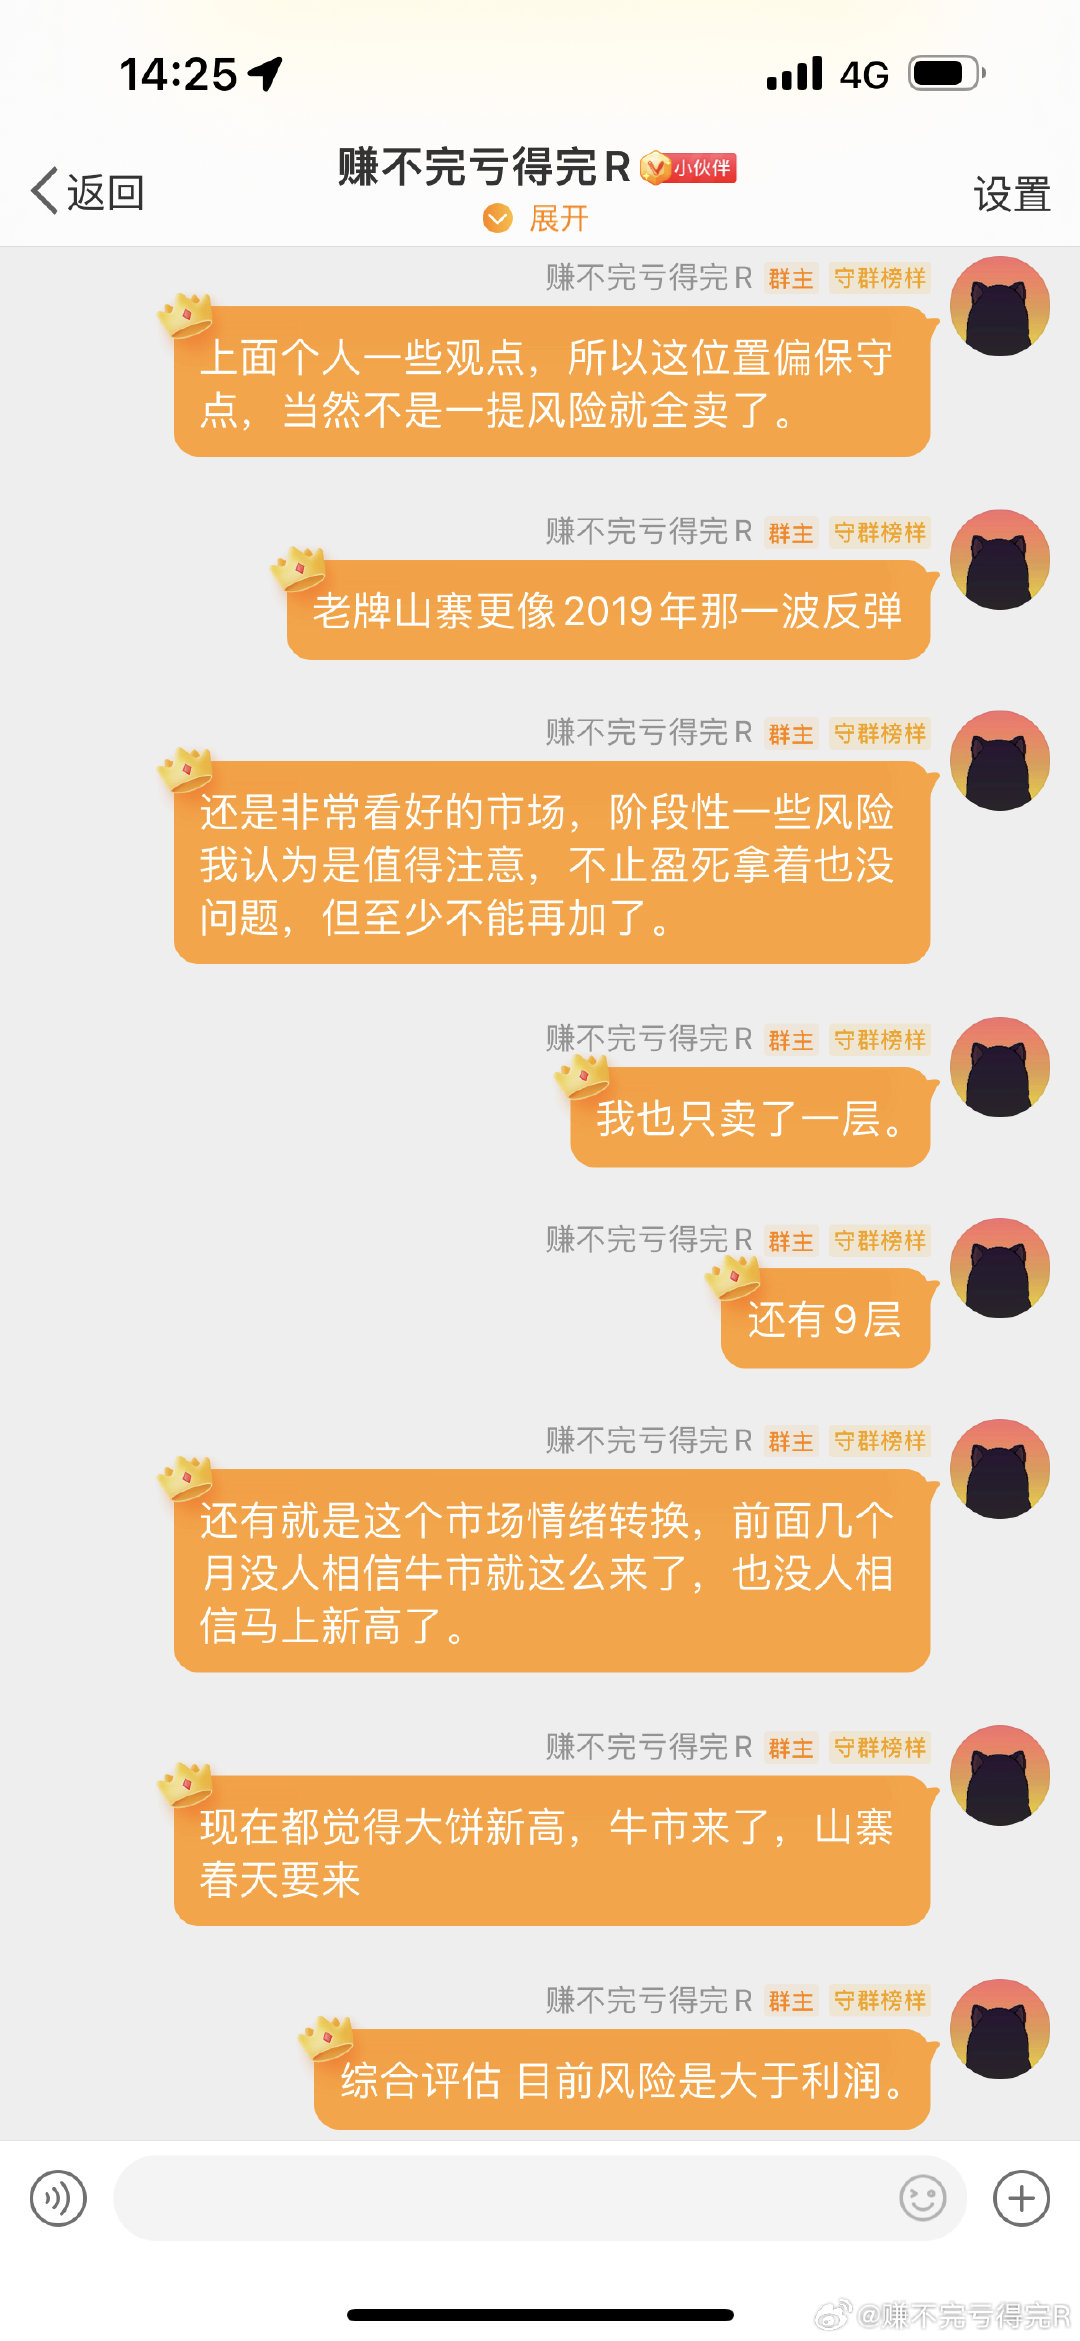 14:25
4G
返回
赚不完亏得完R
小伙伴
展开
设置
赚不完亏得完R 群主 守群榜样
上面个人一些观点，所以这位置偏保守
点，当然不是一提风险就全卖了。
赚不完亏得完R 群主 守群榜样
老牌山寨更像2019年那一波反弹
赚不完亏得完R 群主 守群榜样
还是非常看好的市场，阶段性一些风险
我认为是值得注意，不止盈死拿着也没
问题，但至少不能再加了。
赚不完亏得完R 群主 守群榜样
我也只卖了一层。
赚不完亏得完R 群主 守群榜样
还有9层
赚不完亏得完R 群主 守群榜样
还有就是这个市场情绪转换，前面几个
月没人相信牛市就这么来了，也没人相
信马上新高了。
赚不完亏得完R 群主 守群榜样
现在都觉得大饼新高，牛市来了，山寨
春天要来
赚不完亏得完R 群主 守群榜样
综合评估 目前风险是大于利润。
@赚不完亏得完R